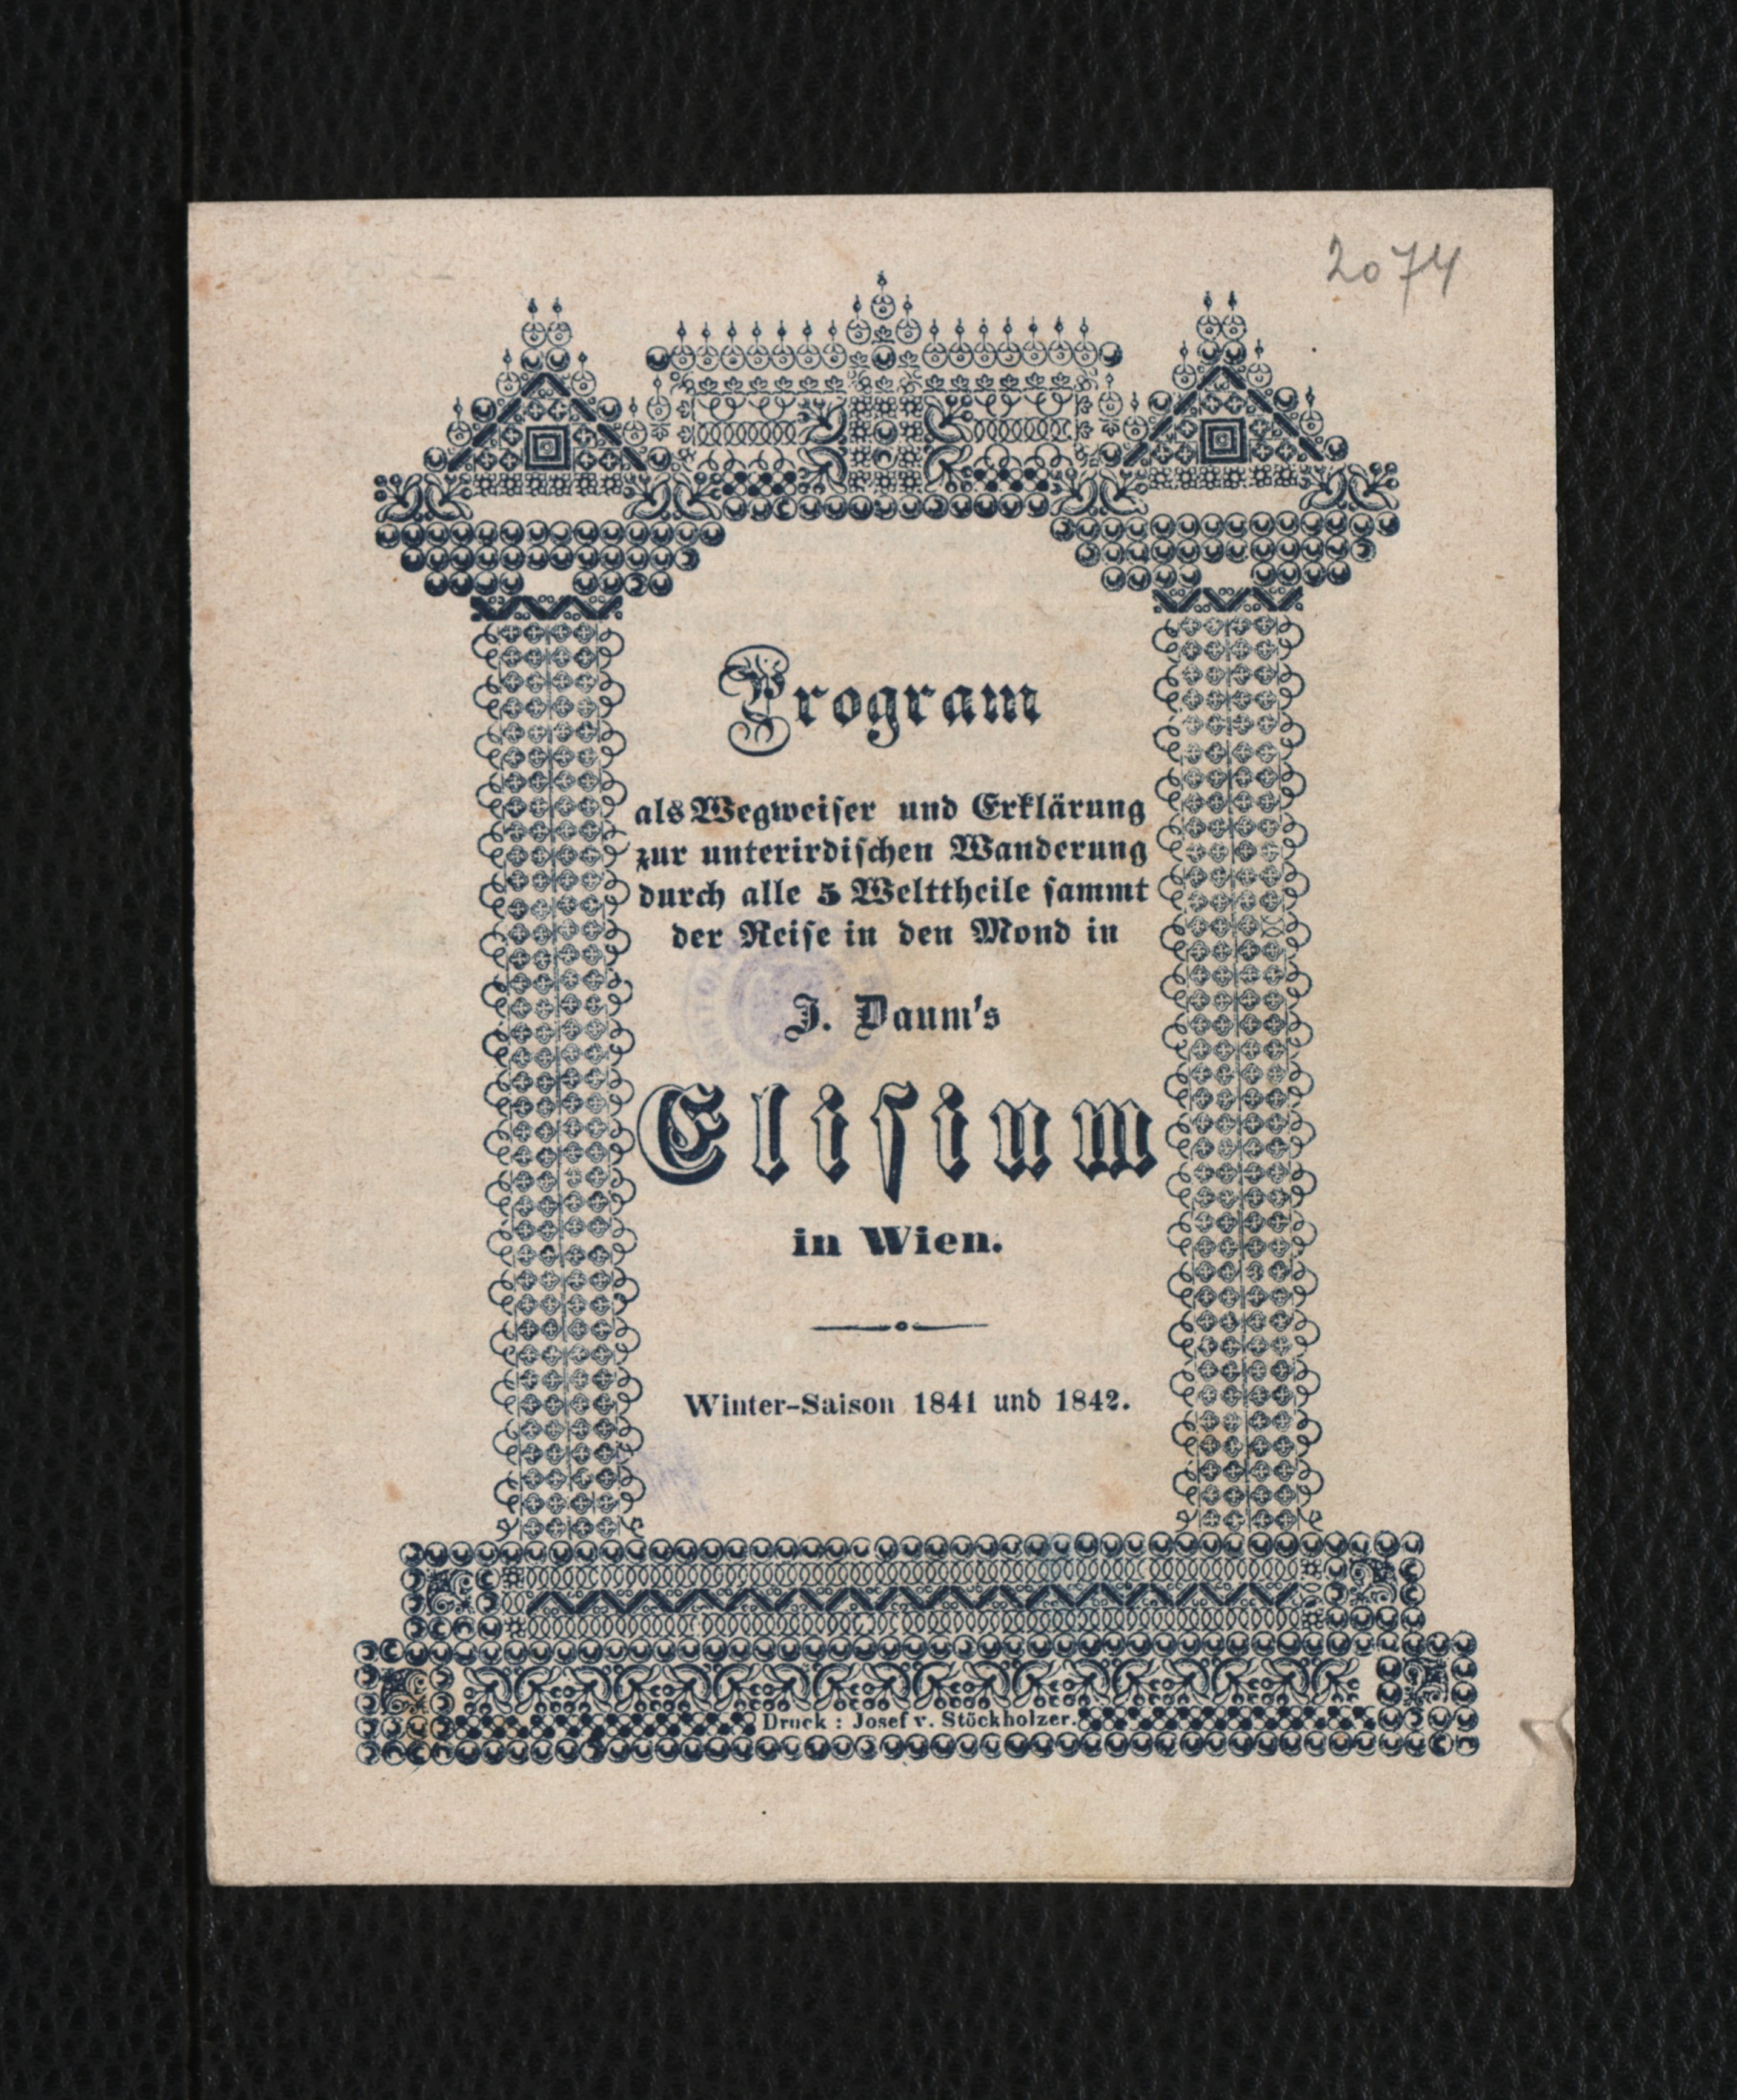 2074
Program
als Wegweiser und Erklärung
zur unterirdischen Wanderung
durch alle 5 Welttheile sammt
der Reise in den Mond in
J. Daum's
Elisium
in Wien.
Winter-Saison 1841 und 1842.
Druck : Josef v. Stöckholzer.